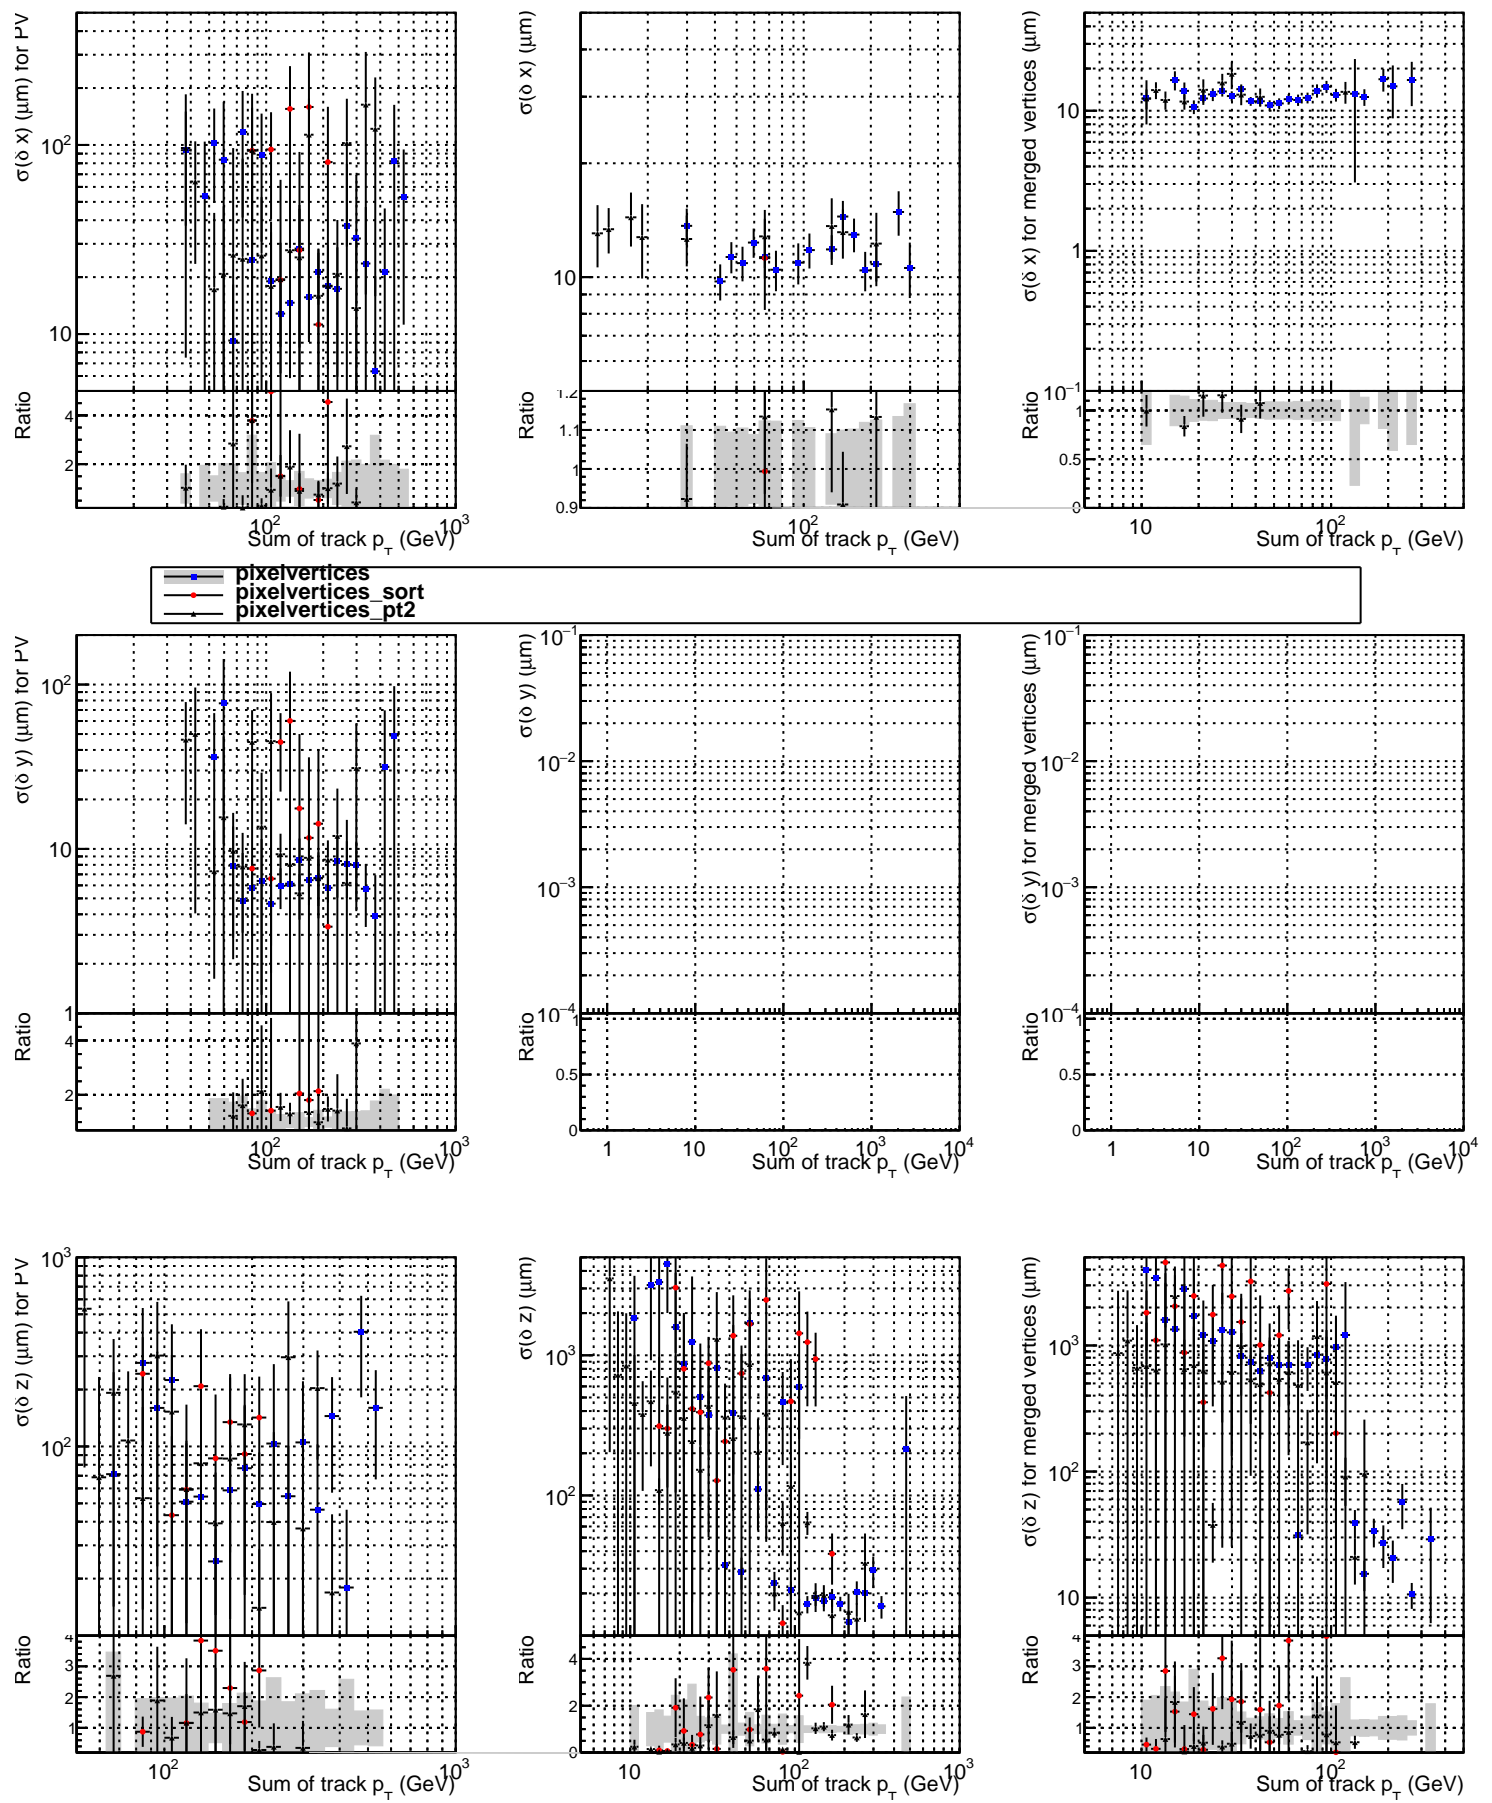 σ(δ x) (μm) for PV
10²
10
Ratio
4
2
10²
10³
Sum of track p_T (GeV)
σ(δ x) (μm)
10
Ratio
1.2
1.1
1
0.9
10²
10³
Sum of track p_T (GeV)
σ(δ x) for merged vertices (μm)
10
1
10⁻¹
Ratio
1
0.5
0
10
10²
Sum of track p_T (GeV)
pixelvertices
pixelvertices_sort
pixelvertices_pt2
σ(δ y) (μm) for PV
10²
10
1
Ratio
4
2
10²
10³
Sum of track p_T (GeV)
σ(δ y) (μm)
10⁻¹
10⁻²
10⁻³
10⁻⁴
Ratio
1
0.5
0
1
10
10²
10³
10⁴
Sum of track p_T (GeV)
σ(δ y) for merged vertices (μm)
10⁻¹
10⁻²
10⁻³
10⁻⁴
Ratio
1
0.5
0
1
10
10²
10³
10⁴
Sum of track p_T (GeV)
σ(δ z) (μm) for PV
10³
10²
Ratio
4
3
2
1
10²
Sum of track p_T (GeV)
σ(δ z) (μm)
10³
10²
Ratio
4
2
0
10
10²
10³
Sum of track p_T (GeV)
σ(δ z) for merged vertices (μm)
10³
10²
10
Ratio
4
3
2
1
10
10²
Sum of track p_T (GeV)